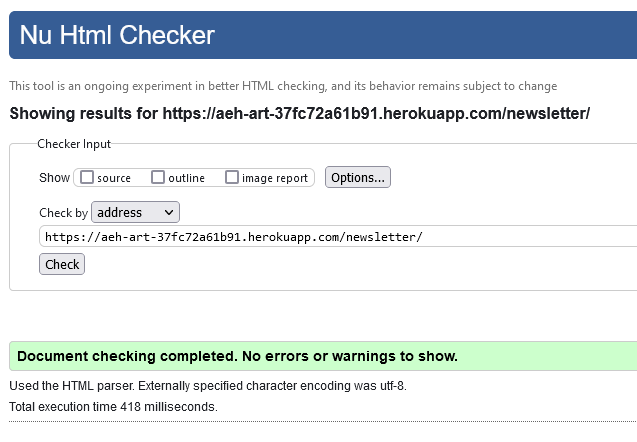 Nu Html Checker
This tool is an ongoing experiment in better HTML checking, and its behavior remains subject to change
Showing results for https://aeh-art-37fc72a61b91.herokuapp.com/newsletter/
Checker Input
Show source outline image report Options...
Check by address
https://aeh-art-37fc72a61b91.herokuapp.com/newsletter/
Check
Document checking completed. No errors or warnings to show.
Used the HTML parser. Externally specified character encoding was utf-8.
Total execution time 418 milliseconds.